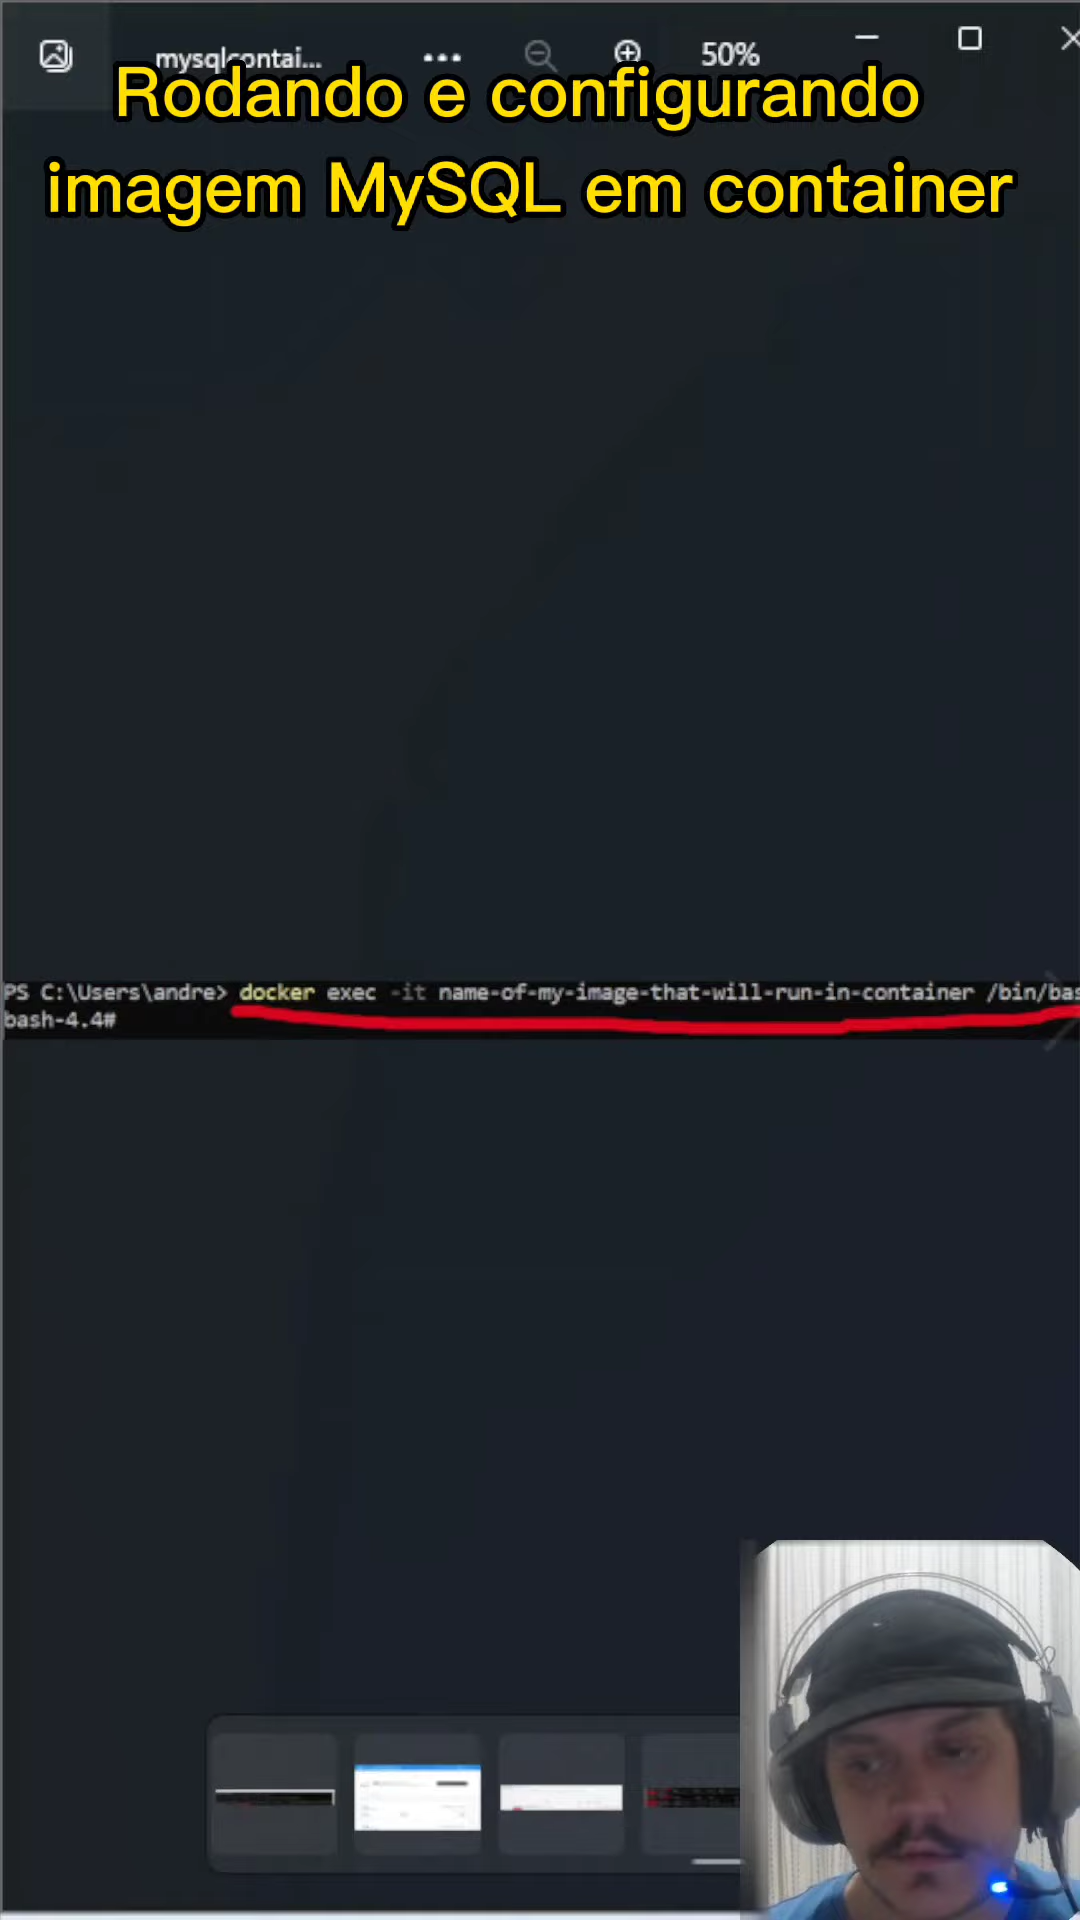 mysqlcontai...
50%
Rodando e configurando
imagem MySQL em container
PS C:\Users\andre> docker exec -it name-of-my-image-that-will-run-in-container /bin/bas
bash-4.4#